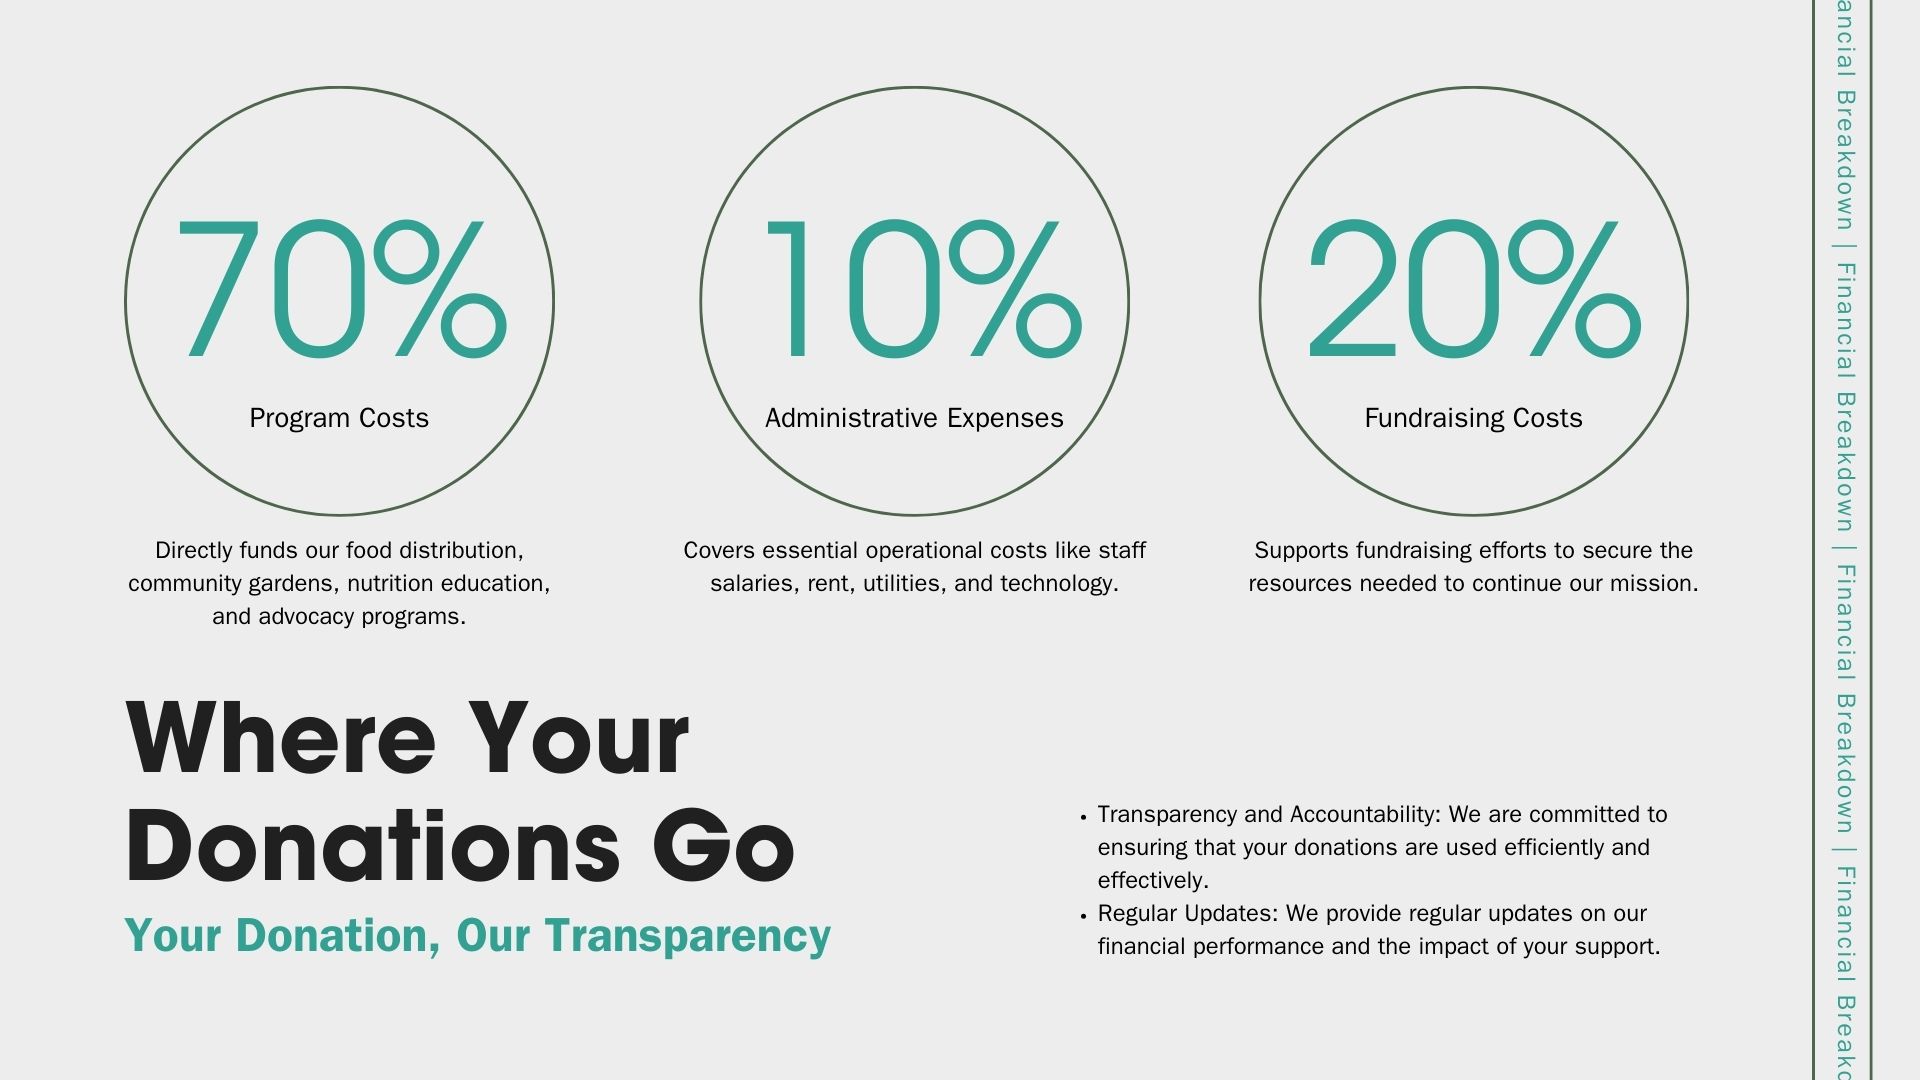 70%
Program Costs
Directly funds our food distribution,
community gardens, nutrition education,
and advocacy programs.
10%
Administrative Expenses
Covers essential operational costs like staff
salaries, rent, utilities, and technology.
20%
Fundraising Costs
Supports fundraising efforts to secure the
resources needed to continue our mission.
Where Your
Donations Go
Your Donation, Our Transparency
• Transparency and Accountability: We are committed to
ensuring that your donations are used efficiently and
effectively.
• Regular Updates: We provide regular updates on our
financial performance and the impact of your support.
ancial Breakdown | Financial Breakdown | Financial Breakdown | Financial Break